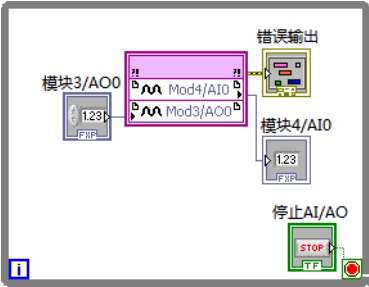 错误输出
模块3/AO0
?! ?!
Mod4/AI0
1.23
Mod3/AO0
FXP
模块4/AI0
1.23
FXP
停止AI/AO
STOP
TF
i